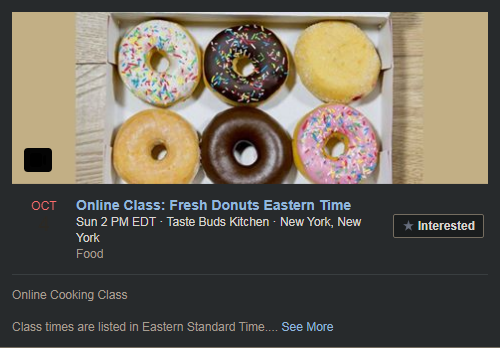 OCT
Online Class: Fresh Donuts Eastern Time
Sun 2 PM EDT · Taste Buds Kitchen · New York, New
York
Food
★ Interested
Online Cooking Class
Class times are listed in Eastern Standard Time.... See More